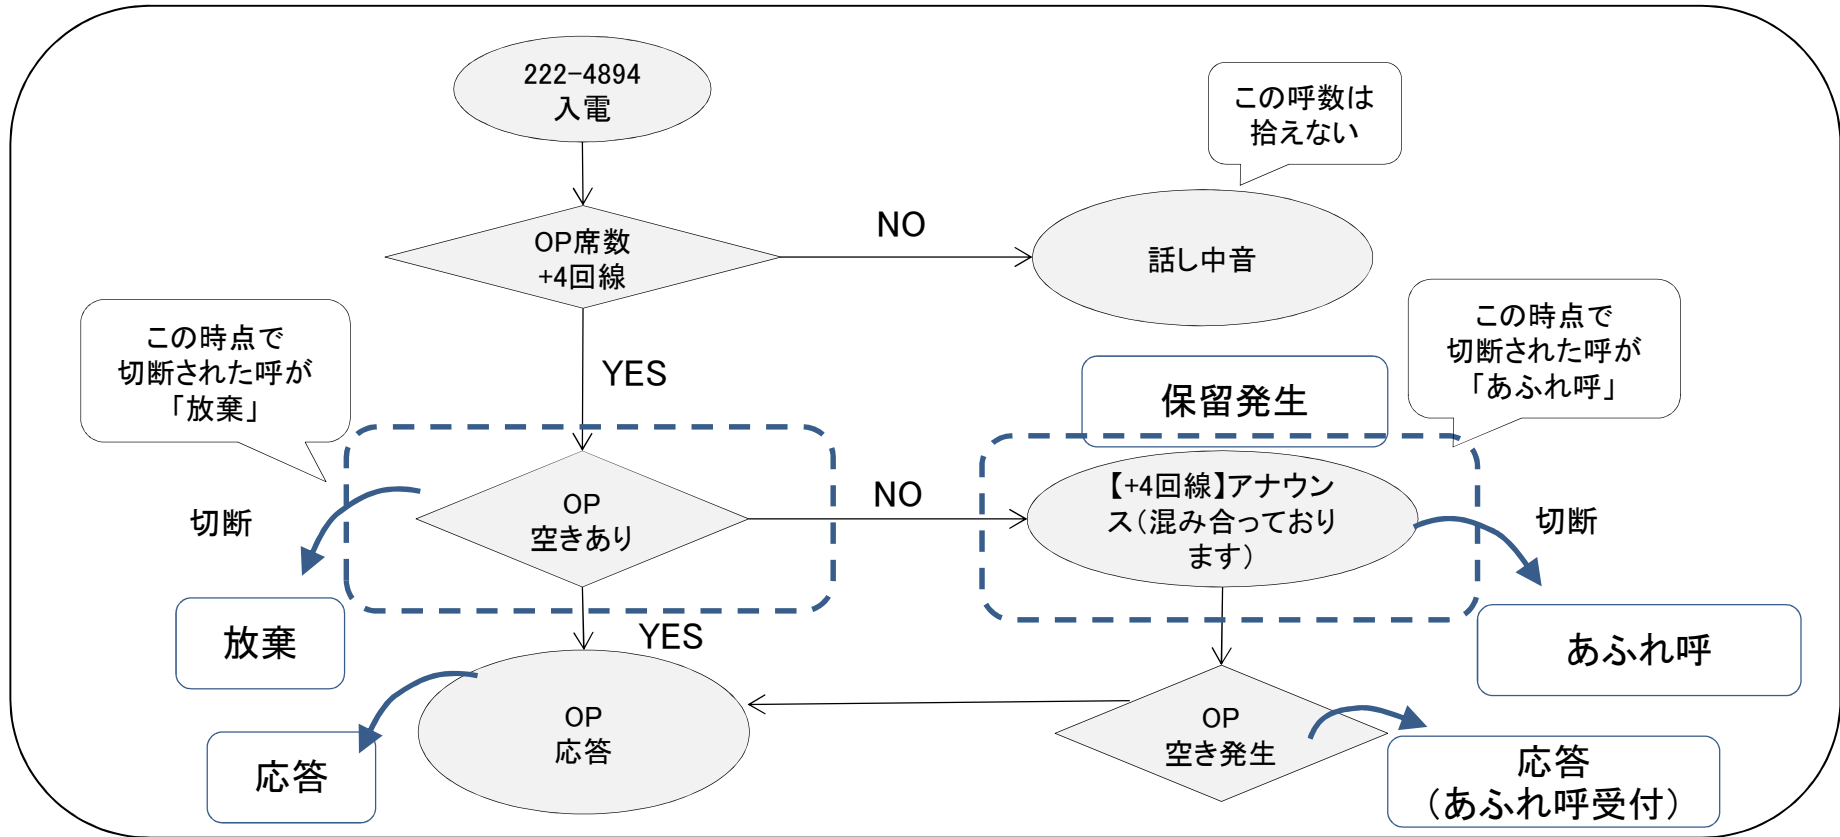 222-4894
入電
この呼数は
拾えない
OP席数
+4回線
NO
話し中音
この時点で
切断された呼が
「放棄」
YES
保留発生
この時点で
切断された呼が
「あふれ呼」
切断
OP
空きあり
NO
【+4回線】アナウン
ス（混み合っており
ます）
切断
放棄
YES
あふれ呼
応答
OP
応答
OP
空き発生
応答
（あふれ呼受付）